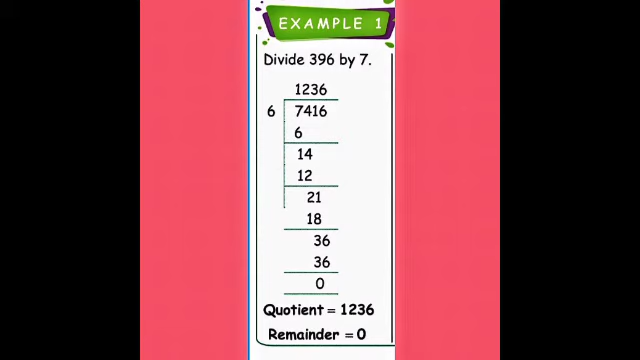 EXAMPLE 1
Divide 396 by 7.
1236
6 7416
6
14
12
21
18
36
36
0
Quotient = 1236
Remainder = 0